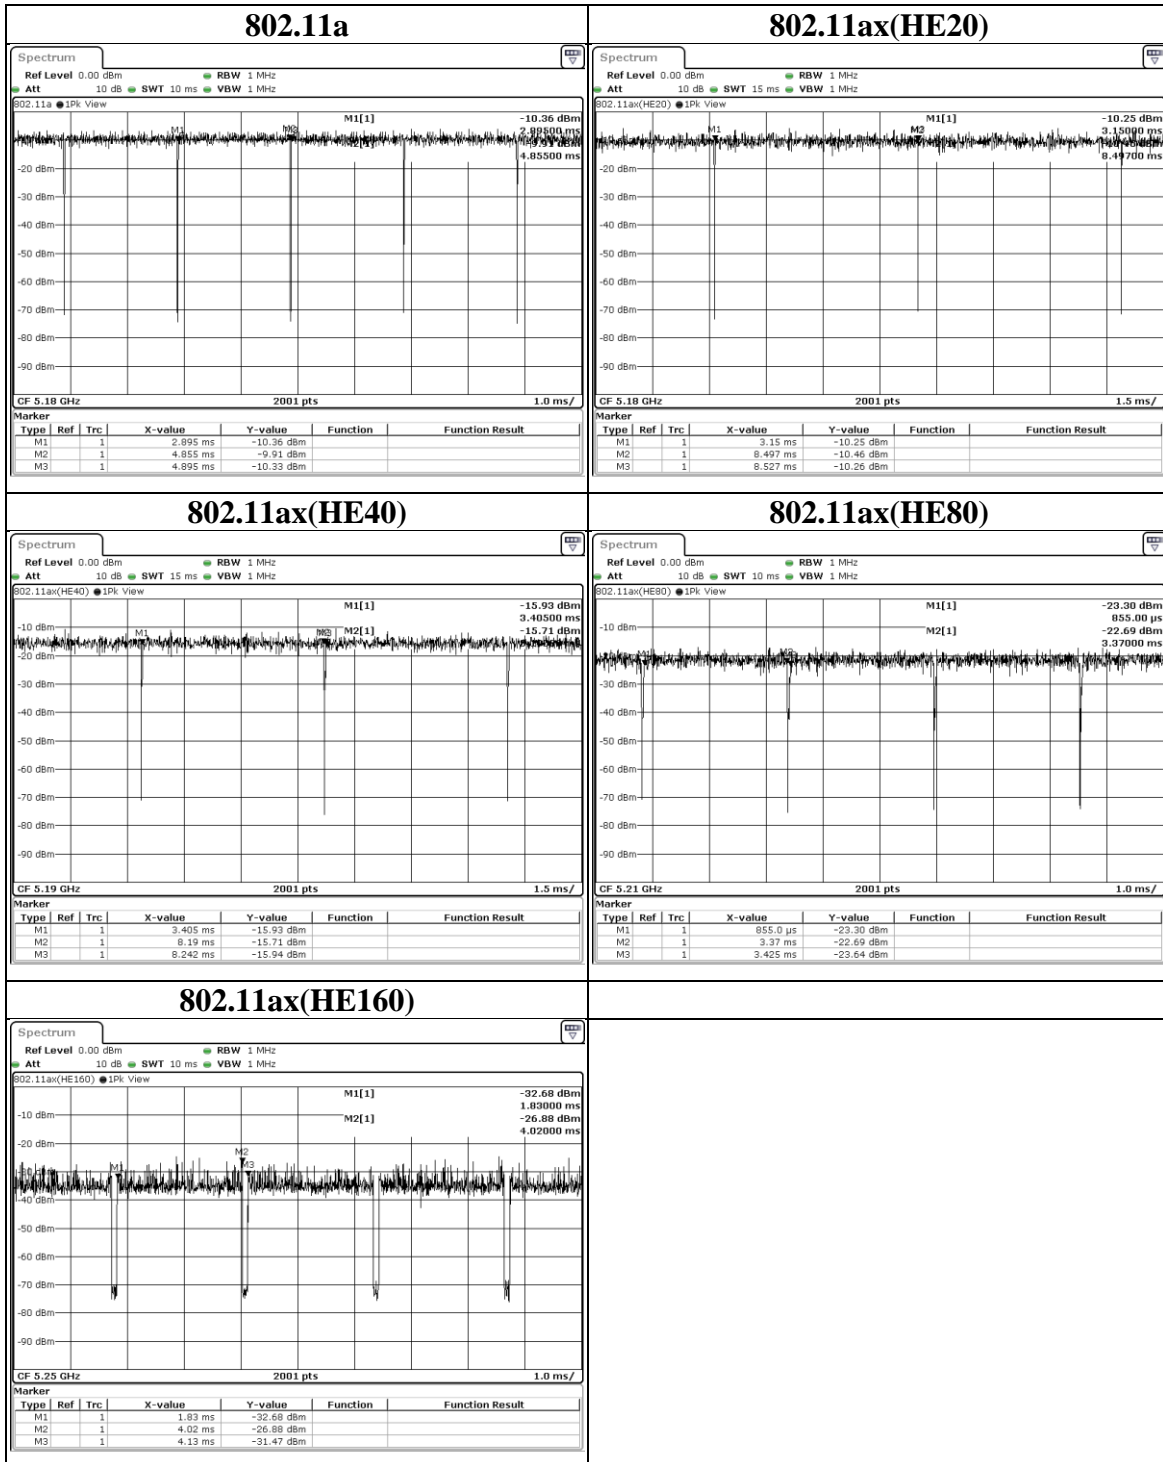 802.11a
Spectrum
Ref Level 0.00 dBm RBW 1 MHz
Att 10 dB SWT 10 ms VBW 1 MHz
802.11a 1Pk View
M1[1] -10.36 dBm
2.89500 ms
-9.91 dBm
4.85500 ms
M1
-20 dBm
-30 dBm
-40 dBm
-50 dBm
-60 dBm
-70 dBm
-80 dBm
-90 dBm
CF 5.18 GHz 2001 pts 1.0 ms/
Marker
Type Ref Trc X-value Y-value Function Function Result
M1 1 2.895 ms -10.36 dBm
M2 1 4.855 ms -9.91 dBm
M3 1 4.895 ms -10.33 dBm
802.11ax(HE20)
Spectrum
Ref Level 0.00 dBm RBW 1 MHz
Att 10 dB SWT 15 ms VBW 1 MHz
802.11ax(HE20) 1Pk View
M1[1] -10.25 dBm
3.15000 ms
8.49700 ms
M1 M2
-20 dBm
-30 dBm
-40 dBm
-50 dBm
-60 dBm
-70 dBm
-80 dBm
-90 dBm
CF 5.18 GHz 2001 pts 1.5 ms/
Marker
Type Ref Trc X-value Y-value Function Function Result
M1 1 3.15 ms -10.25 dBm
M2 1 8.497 ms -10.46 dBm
M3 1 8.527 ms -10.26 dBm
802.11ax(HE40)
Spectrum
Ref Level 0.00 dBm RBW 1 MHz
Att 10 dB SWT 15 ms VBW 1 MHz
802.11ax(HE40) 1Pk View
M1[1] -15.93 dBm
3.40500 ms
-10 dBm M1 M2[1] -15.71 dBm
-20 dBm
-30 dBm
-40 dBm
-50 dBm
-60 dBm
-70 dBm
-80 dBm
-90 dBm
CF 5.19 GHz 2001 pts 1.5 ms/
Marker
Type Ref Trc X-value Y-value Function Function Result
M1 1 3.405 ms -15.93 dBm
M2 1 8.19 ms -15.71 dBm
M3 1 8.242 ms -15.94 dBm
802.11ax(HE80)
Spectrum
Ref Level 0.00 dBm RBW 1 MHz
Att 10 dB SWT 10 ms VBW 1 MHz
802.11ax(HE80) 1Pk View
M1[1] -23.30 dBm
855.00 µs
-10 dBm M2[1] -22.69 dBm
3.37000 ms
-30 dBm
-40 dBm
-50 dBm
-60 dBm
-70 dBm
-80 dBm
-90 dBm
CF 5.21 GHz 2001 pts 1.0 ms/
Marker
Type Ref Trc X-value Y-value Function Function Result
M1 1 855.0 µs -23.30 dBm
M2 1 3.37 ms -22.69 dBm
M3 1 3.425 ms -23.64 dBm
802.11ax(HE160)
Spectrum
Ref Level 0.00 dBm RBW 1 MHz
Att 10 dB SWT 10 ms VBW 1 MHz
802.11ax(HE160) 1Pk View
M1[1] -32.68 dBm
1.83000 ms
-10 dBm M2[1] -26.88 dBm
4.02000 ms
-20 dBm
M2
M1 M3
-40 dBm
-50 dBm
-60 dBm
-70 dBm
-80 dBm
-90 dBm
CF 5.25 GHz 2001 pts 1.0 ms/
Marker
Type Ref Trc X-value Y-value Function Function Result
M1 1 1.83 ms -32.68 dBm
M2 1 4.02 ms -26.88 dBm
M3 1 4.13 ms -31.47 dBm